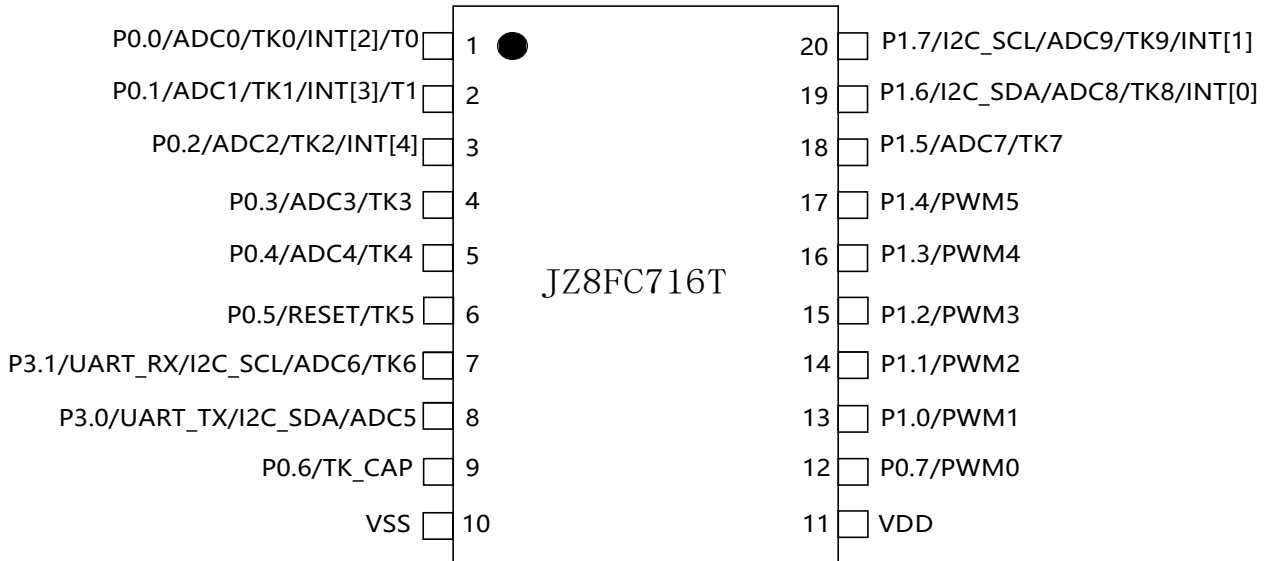 P0.0/ADC0/TK0/INT[2]/T0 1 20 P1.7/I2C_SCL/ADC9/TK9/INT[1]
P0.1/ADC1/TK1/INT[3]/T1 2 19 P1.6/I2C_SDA/ADC8/TK8/INT[0]
P0.2/ADC2/TK2/INT[4] 3 18 P1.5/ADC7/TK7
P0.3/ADC3/TK3 4 17 P1.4/PWM5
P0.4/ADC4/TK4 5 16 P1.3/PWM4
JZ8FC716T
P0.5/RESET/TK5 6 15 P1.2/PWM3
P3.1/UART_RX/I2C_SCL/ADC6/TK6 7 14 P1.1/PWM2
P3.0/UART_TX/I2C_SDA/ADC5 8 13 P1.0/PWM1
P0.6/TK_CAP 9 12 P0.7/PWM0
VSS 10 11 VDD